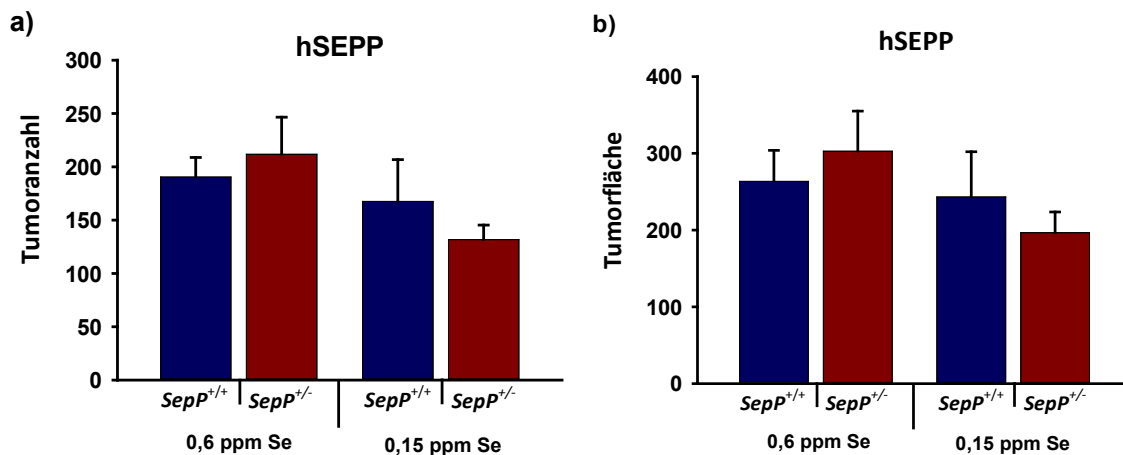 a)
hSEPP
Tumoranzahl
300
250
200
150
100
50
0
SepP+/+ SepP+/- SepP+/+ SepP+/-
0,6 ppm Se 0,15 ppm Se
b)
hSEPP
Tumorfläche
400
300
200
100
0
SepP+/+ SepP+/- SepP+/+ SepP+/-
0,6 ppm Se 0,15 ppm Se